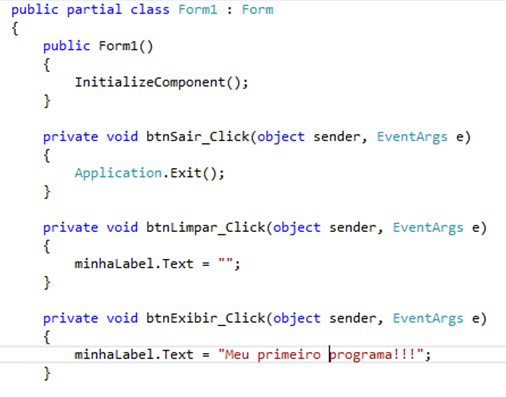 public partial class Form1 : Form
{
    public Form1()
    {
        InitializeComponent();
    }

    private void btnSair_Click(object sender, EventArgs e)
    {
        Application.Exit();
    }

    private void btnLimpar_Click(object sender, EventArgs e)
    {
        minhaLabel.Text = "";
    }

    private void btnExibir_Click(object sender, EventArgs e)
    {
        minhaLabel.Text = "Meu primeiro programa!!!";
    }